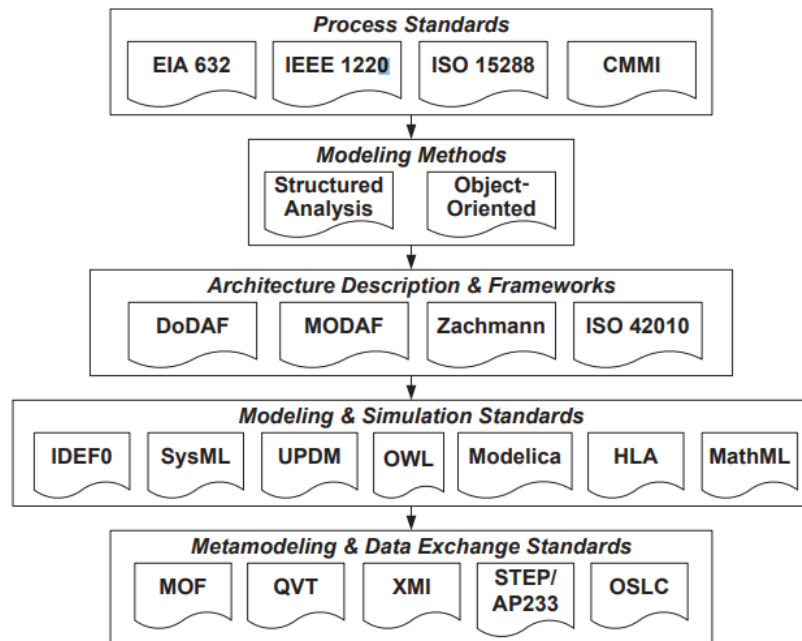 Process Standards
EIA 632 IEEE 1220 ISO 15288 CMMI
Modeling Methods
Structured Object-
Analysis Oriented
Architecture Description & Frameworks
DoDAF MODAF Zachmann ISO 42010
Modeling & Simulation Standards
IDEF0 SysML UPDM OWL Modelica HLA MathML
Metamodeling & Data Exchange Standards
MOF QVT XMI STEP/ OSLC
AP233